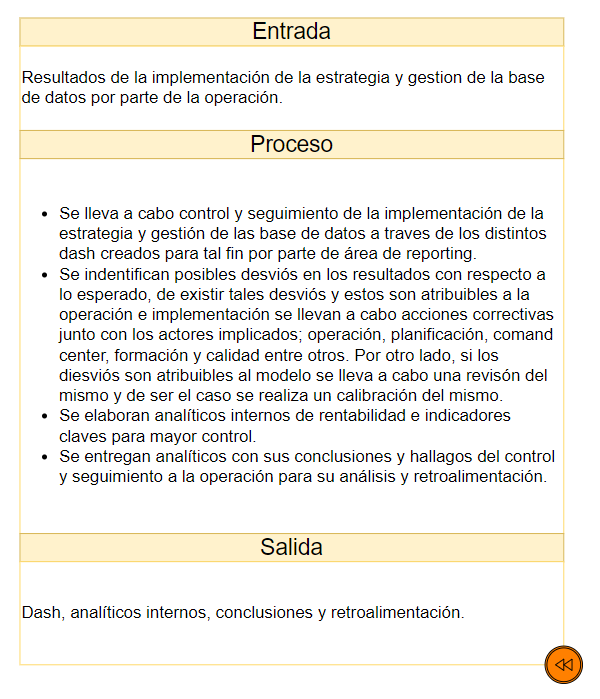 Entrada
Resultados de la implementación de la estrategia y gestion de la base
de datos por parte de la operación.
Proceso
• Se lleva a cabo control y seguimiento de la implementación de la
estrategia y gestión de las base de datos a traves de los distintos
dash creados para tal fin por parte de área de reporting.
• Se indentifican posibles desviós en los resultados con respecto a
lo esperado, de existir tales desviós y estos son atribuibles a la
operación e implementación se llevan a cabo acciones correctivas
junto con los actores implicados; operación, planificación, comand
center, formación y calidad entre otros. Por otro lado, si los
diesviós son atribuibles al modelo se lleva a cabo una revisón del
mismo y de ser el caso se realiza un calibración del mismo.
• Se elaboran analíticos internos de rentabilidad e indicadores
claves para mayor control.
• Se entregan analíticos con sus conclusiones y hallagos del control
y seguimiento a la operación para su análisis y retroalimentación.
Salida
Dash, analíticos internos, conclusiones y retroalimentación.